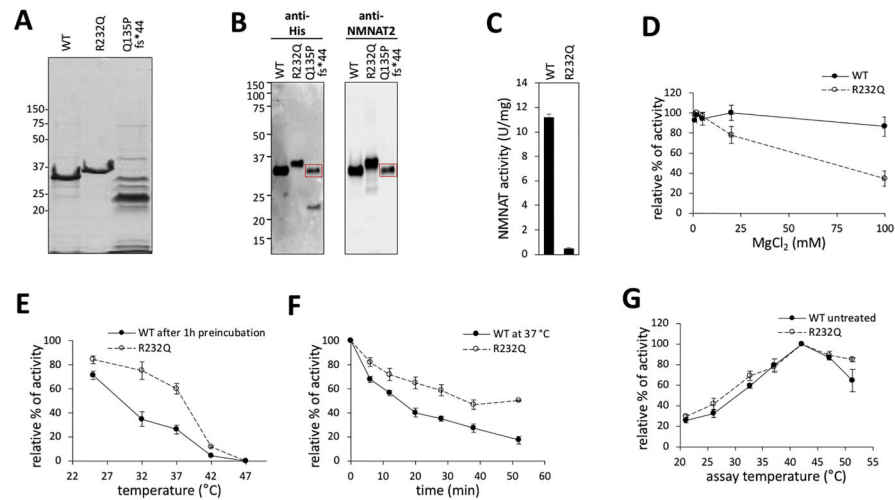 A
WT
R232Q
Q135P
fs*44
150-
75-
50-
37-
25-
20-
B
anti-
His
anti-
NMNAT2
WT
R232Q
Q135P
fs*44
WT
R232Q
Q135P
fs*44
150
100
75
50
37
25
20
15
C
WT
R232Q
NMNAT activity (U/mg)
14
12
10
8
6
4
2
0
D
WT
R232Q
relative % of activity
120
100
80
60
40
20
0
0 25 50 75 100
MgCl2 (mM)
E
WT after 1h preincubation
R232Q
relative % of activity
100
80
60
40
20
0
22 27 32 37 42 47
temperature (°C)
F
WT at 37 °C
R232Q
relative % of activity
100
80
60
40
20
0
0 10 20 30 40 50 60
time (min)
G
WT untreated
R232Q
relative % of activity
120
100
80
60
40
20
0
20 25 30 35 40 45 50 55
assay temperature (°C)